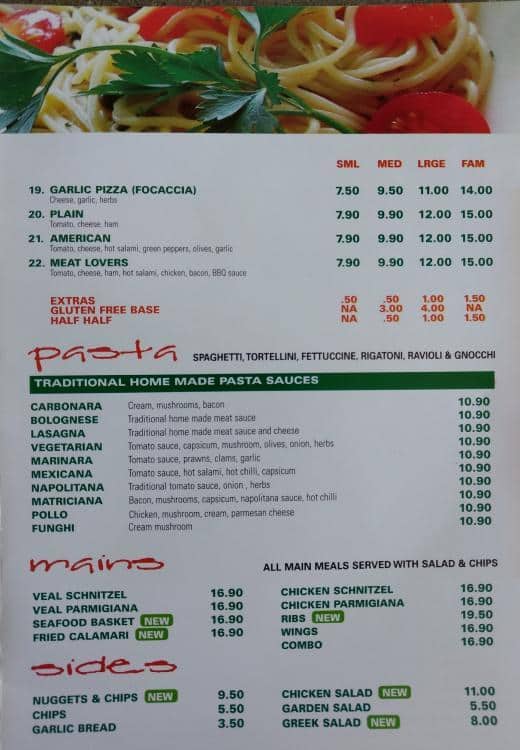 SML MED LRGE FAM
19. GARLIC PIZZA (FOCACCIA) 7.50 9.50 11.00 14.00
Cheese, garlic, herbs
20. PLAIN 7.90 9.90 12.00 15.00
Tomato, cheese, ham
21. AMERICAN 7.90 9.90 12.00 15.00
Tomato, cheese, hot salami, green peppers, olives, garlic
22. MEAT LOVERS 7.90 9.90 12.00 15.00
Tomato, cheese, ham, hot salami, chicken, bacon, BBQ sauce
EXTRAS .50 .50 1.00 1.50
GLUTEN FREE BASE NA 3.00 4.00 NA
HALF HALF NA .50 1.00 1.50
pasta SPAGHETTI, TORTELLINI, FETTUCCINE, RIGATONI, RAVIOLI & GNOCCHI
TRADITIONAL HOME MADE PASTA SAUCES
CARBONARA Cream, mushrooms, bacon 10.90
BOLOGNESE Traditional home made meat sauce 10.90
LASAGNA Traditional home made meat sauce and cheese 10.90
VEGETARIAN Tomato sauce, capsicum, mushroom, olives, onion, herbs 10.90
MARINARA Tomato sauce, prawns, clams, garlic 10.90
MEXICANA Tomato sauce, hot salami, hot chilli, capsicum 10.90
NAPOLITANA Traditional tomato sauce, onion , herbs 10.90
MATRICIANA Bacon, mushrooms, capsicum, napolitana sauce, hot chilli 10.90
POLLO Chicken, mushroom, cream, parmesan cheese 10.90
FUNGHI Cream mushroom 10.90
mains ALL MAIN MEALS SERVED WITH SALAD & CHIPS
VEAL SCHNITZEL 16.90 CHICKEN SCHNITZEL 16.90
VEAL PARMIGIANA 16.90 CHICKEN PARMIGIANA 16.90
SEAFOOD BASKET NEW 16.90 RIBS NEW 19.50
FRIED CALAMARI NEW 16.90 WINGS 16.90
COMBO 16.90
sides
NUGGETS & CHIPS NEW 9.50 CHICKEN SALAD NEW 11.00
CHIPS 5.50 GARDEN SALAD 5.50
GARLIC BREAD 3.50 GREEK SALAD NEW 8.00